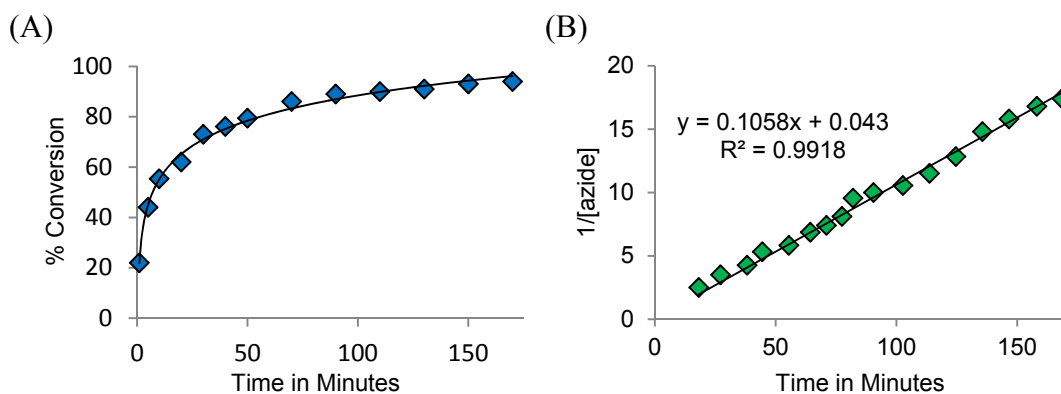 (A)
% Conversion
100
80
60
40
20
0
0 50 100 150
Time in Minutes
(B)
1/[azide]
20
15
10
5
0
y = 0.1058x + 0.043
R² = 0.9918
0 50 100 150
Time in Minutes